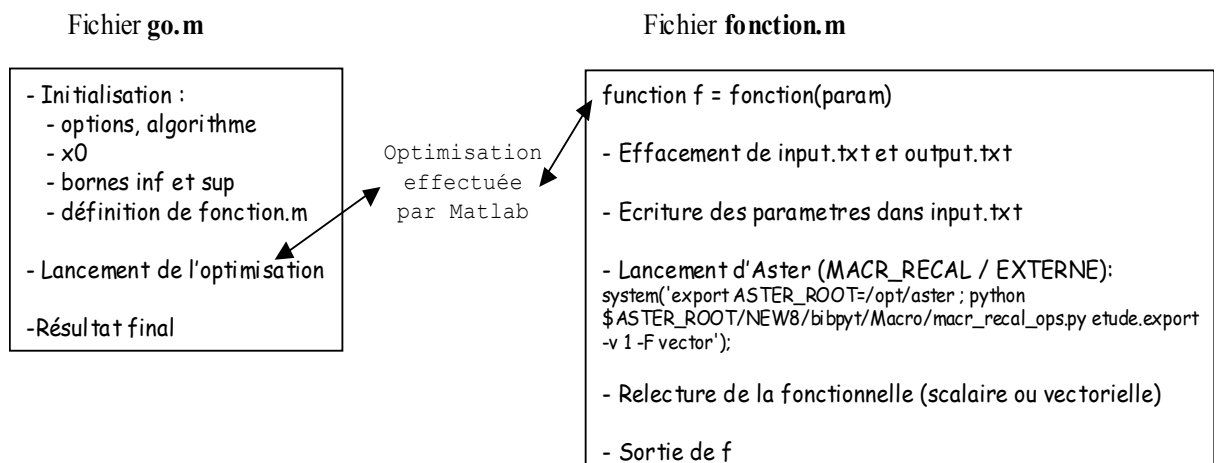 Fichier go.m
- Initialisation :
- options, algorithme
- x0
- bornes inf et sup
- définition de fonction.m
- Lancement de l'optimisation
-Résultat final
Optimisation
effectuée
par Matlab
Fichier fonction.m
function f = fonction(param)
- Effacement de input.txt et output.txt
- Ecriture des parametres dans input.txt
- Lancement d'Aster (MACR_RECAL / EXTERNE):
system('export ASTER_ROOT=/opt/aster ; python
$ASTER_ROOT/NEW8/bibpyt/Macro/macr_recal_ops.py etude.export
-v 1 -F vector');
- Relecture de la fonctionnelle (scalaire ou vectorielle)
- Sortie de f